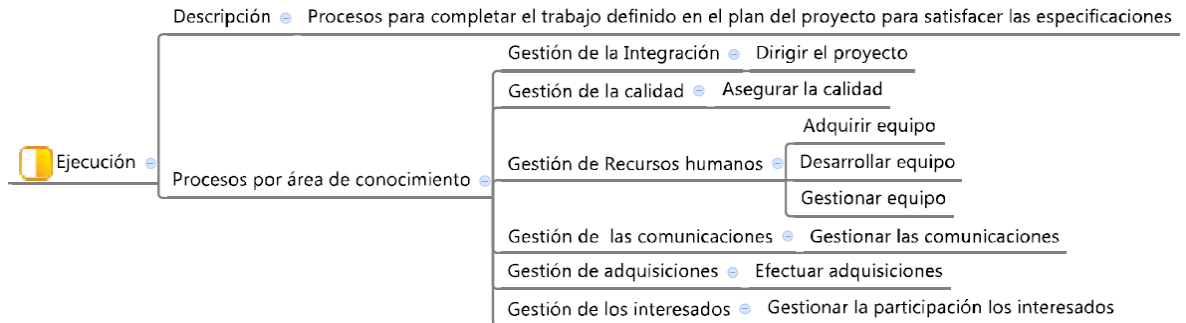 Descripción
Procesos para completar el trabajo definido en el plan del proyecto para satisfacer las especificaciones
Ejecución
Procesos por área de conocimiento
Gestión de la Integración
Dirigir el proyecto
Gestión de la calidad
Asegurar la calidad
Gestión de Recursos humanos
Adquirir equipo
Desarrollar equipo
Gestionar equipo
Gestión de las comunicaciones
Gestionar las comunicaciones
Gestión de adquisiciones
Efectuar adquisiciones
Gestión de los interesados
Gestionar la participación los interesados